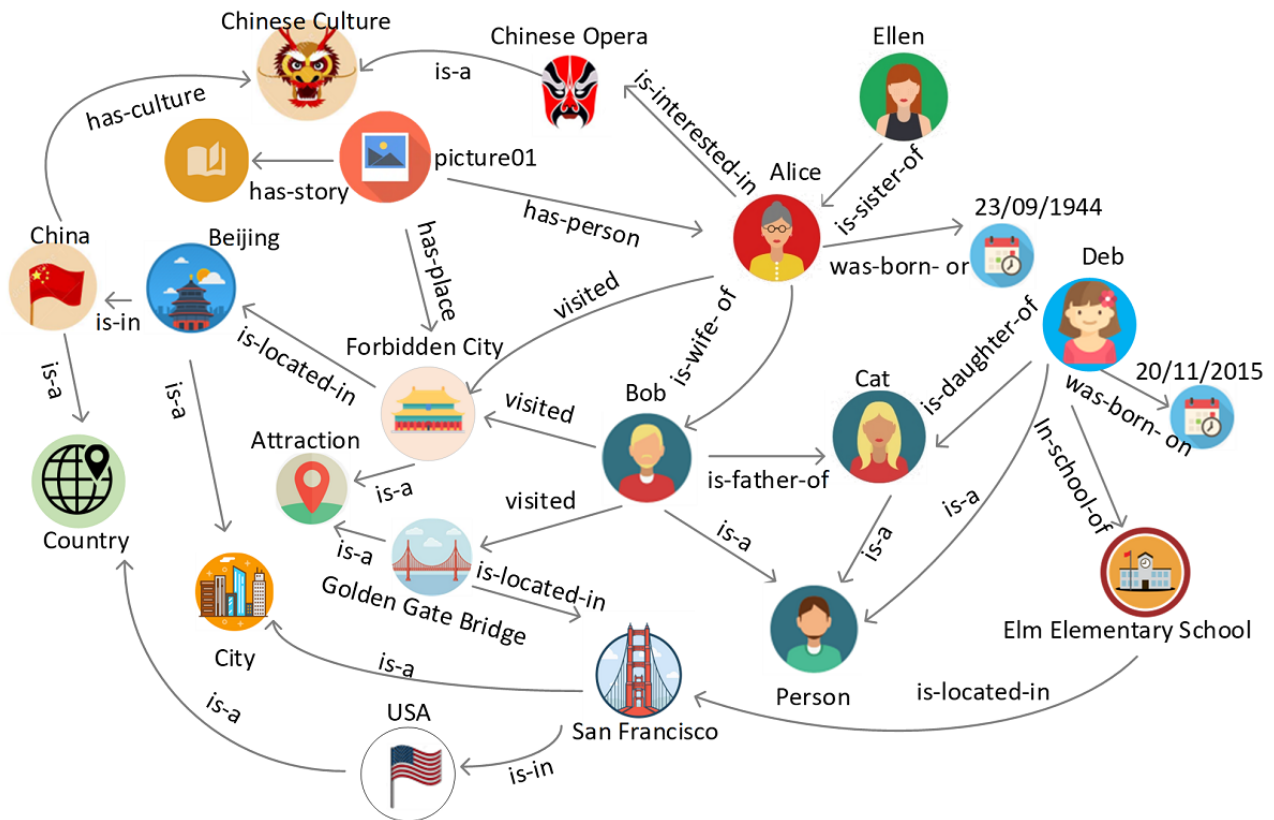 Chinese Culture
Chinese Opera
Ellen
is-a
is-interested-in
has-culture
picture01
Alice
has-story
is-sister-of
has-person
23/09/1944
China
Beijing
has-place
was-born- or
Deb
is-in
visited
is-located-in
Forbidden City
is-wife- of
is-daughter-of
is-a
is-a
Bob
Cat
20/11/2015
visited
was-born- on
Attraction
is-a
is-father-of
In-school-of
visited
Country
is-a
is-located-in
is-a
is-a
is-a
Golden Gate Bridge
Elm Elementary School
City
is-a
Person
is-located-in
is-a
USA
San Francisco
is-in